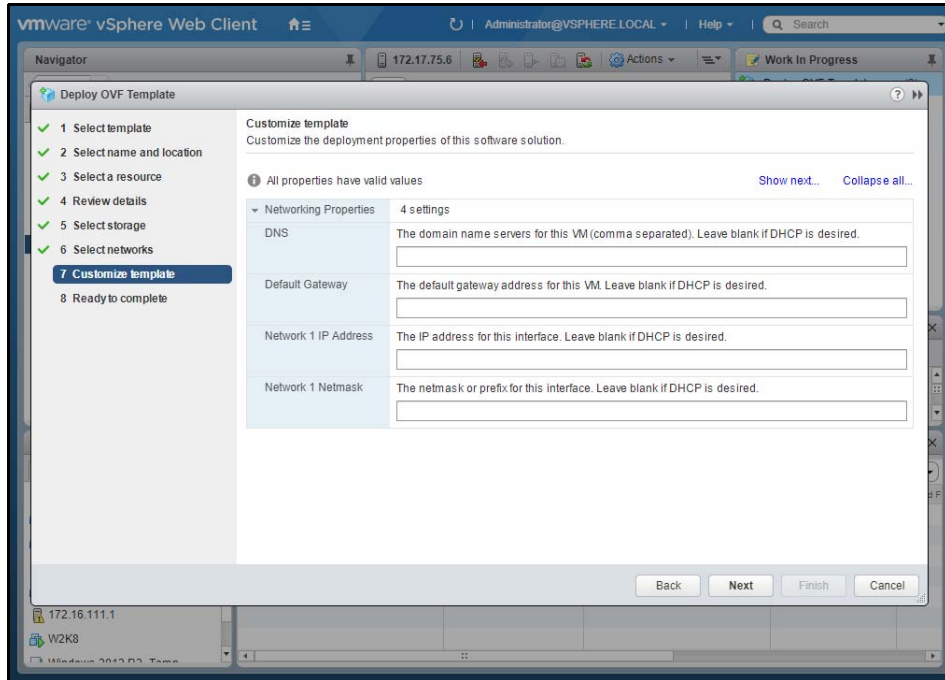 vmware® vSphere Web Client
Administrator@VSPHERE.LOCAL
Help
Search
Navigator
172.17.75.6
Actions
Work In Progress
Deploy OVF Template
1 Select template
2 Select name and location
3 Select a resource
4 Review details
5 Select storage
6 Select networks
7 Customize template
8 Ready to complete
Customize template
Customize the deployment properties of this software solution.
All properties have valid values
Show next...
Collapse all...
Networking Properties
4 settings
DNS
The domain name servers for this VM (comma separated). Leave blank if DHCP is desired.
Default Gateway
The default gateway address for this VM. Leave blank if DHCP is desired.
Network 1 IP Address
The IP address for this interface. Leave blank if DHCP is desired.
Network 1 Netmask
The netmask or prefix for this interface. Leave blank if DHCP is desired.
Back
Next
Finish
Cancel
172.16.111.1
W2K8